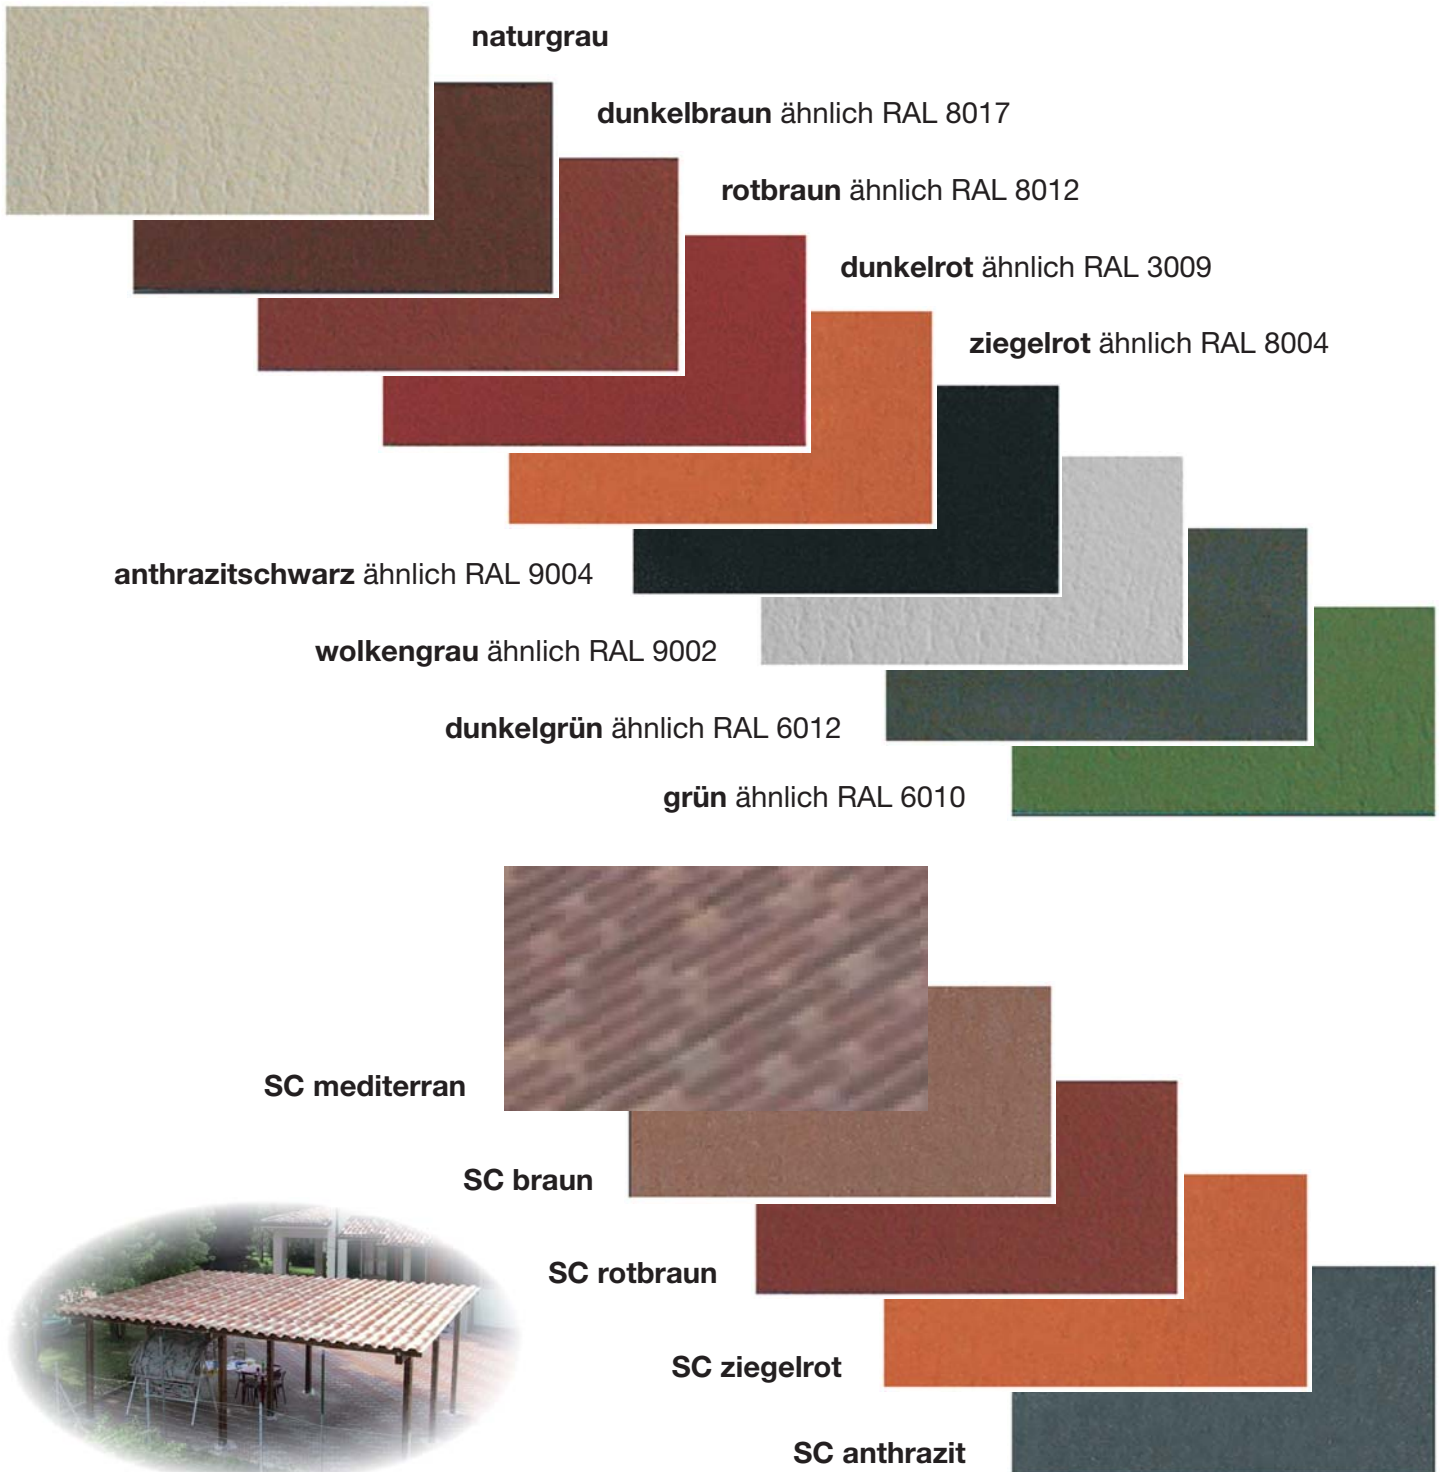 naturgrau
dunkelbraun ähnlich RAL 8017
rotbraun ähnlich RAL 8012
dunkelrot ähnlich RAL 3009
ziegelrot ähnlich RAL 8004
anthrazitschwarz ähnlich RAL 9004
wolkengrau ähnlich RAL 9002
dunkelgrün ähnlich RAL 6012
grün ähnlich RAL 6010
SC mediterran
SC braun
SC rotbraun
SC ziegelrot
SC anthrazit